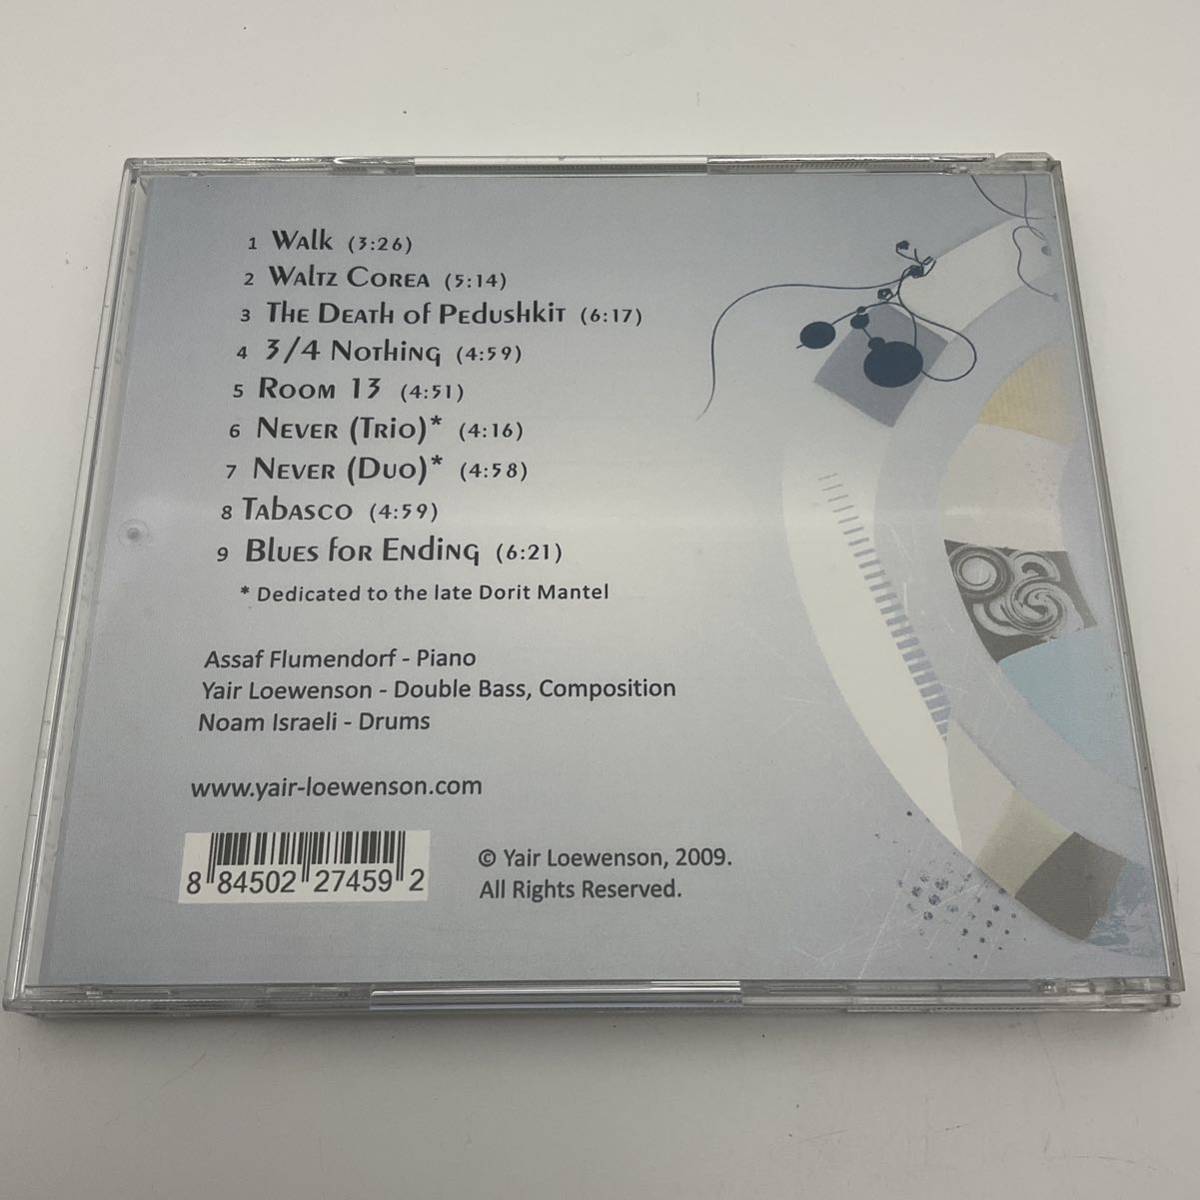 1 Walk (3:26)
2 Waltz Corea (5:14)
3 The Death of Pedushkit (6:17)
4 3/4 Nothing (4:59)
5 Room 13 (4:51)
6 Never (Trio)* (4:16)
7 Never (Duo)* (4:58)
8 Tabasco (4:59)
9 Blues for Ending (6:21)
* Dedicated to the late Dorit Mantel
Assaf Flumendorf - Piano
Yair Loewenson - Double Bass, Composition
Noam Israeli - Drums
www.yair-loewenson.com
8 84502 27459 2
© Yair Loewenson, 2009.
All Rights Reserved.